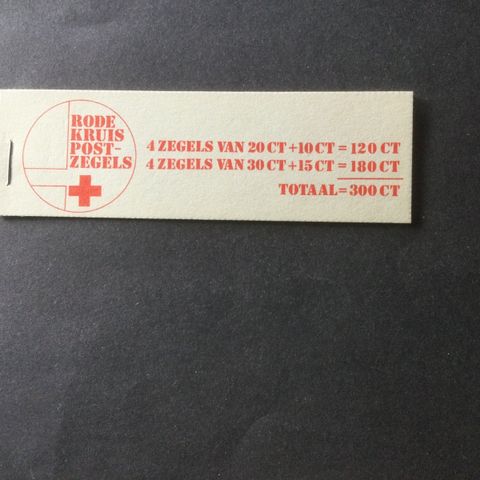 RODE
KRUIS
POST-
ZEGELS
4 ZEGELS VAN 20 CT +10 CT = 120 CT
4 ZEGELS VAN 30 CT +15 CT = 180 CT
TOTAAL = 300 CT